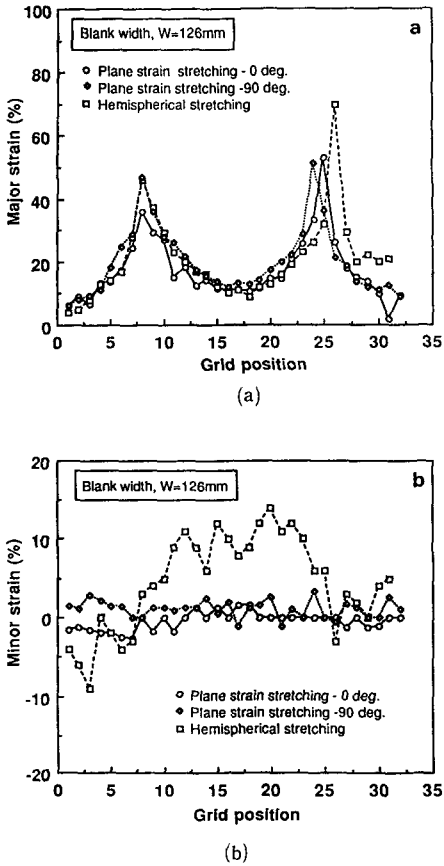 a
Blank width, W=126mm
Plane strain stretching - 0 deg.
Plane strain stretching -90 deg.
Hemispherical stretching
Major strain (%)
100
80
60
40
20
0
0 5 10 15 20 25 30 35
Grid position
(a)
b
Blank width, W=126mm
Minor strain (%)
20
10
0
-10
-20
Plane strain stretching - 0 deg.
Plane strain stretching -90 deg.
Hemispherical stretching
0 5 10 15 20 25 30 35
Grid position
(b)